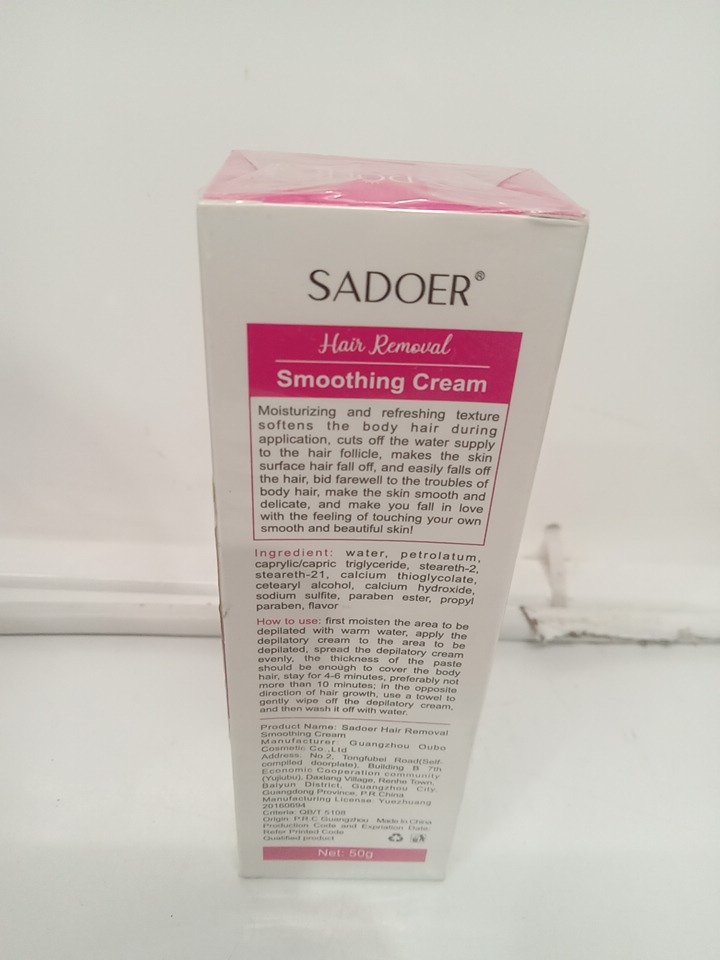 SADOER®
Hair Removal
Smoothing Cream
Moisturizing and refreshing texture
softens the body hair during
application, cuts off the water supply
to the hair follicle, makes the skin
surface hair fall off, and easily falls off
the hair, bid farewell to the troubles of
body hair, make the skin smooth and
delicate, and make you fall in love
with the feeling of touching your own
smooth and beautiful skin!
Ingredient: water, petrolatum,
caprylic/capric triglyceride, steareth-2,
steareth-21, calcium thioglycolate,
cetearyl alcohol, calcium hydroxide,
sodium sulfite, paraben ester, propyl
paraben, flavor
How to use: first moisten the area to be
depilated with warm water, apply the
depilatory cream to the area to be
depilated, spread the depilatory cream
evenly, the thickness of the paste
should be enough to cover the body
hair, stay for 4-6 minutes, preferably not
more than 10 minutes; in the opposite
direction of hair growth, use a towel to
gently wipe off the depilatory cream,
and then wash it off with water.
Product Name: Sadoer Hair Removal
Smoothing Cream
Manufacturer: Guangzhou Oubo
Cosmetic Co.,Ltd
Address: No.2, Tongfubei Road(Self-
compiled doorplate), Building B 7th
Economic Cooperation community
(Yujiubu), Daxiang Village, Renhe Town,
Baiyun District, Guangzhou City,
Guangdong Province, P.R.China
Manufacturing License: Yuezhuang
20160694
Criteria: QB/T 5108
Origin: P.R.C Guangzhou Made In China
Production Code and Expriation Date:
Refer Printed Code
Qualified product
Net: 50g